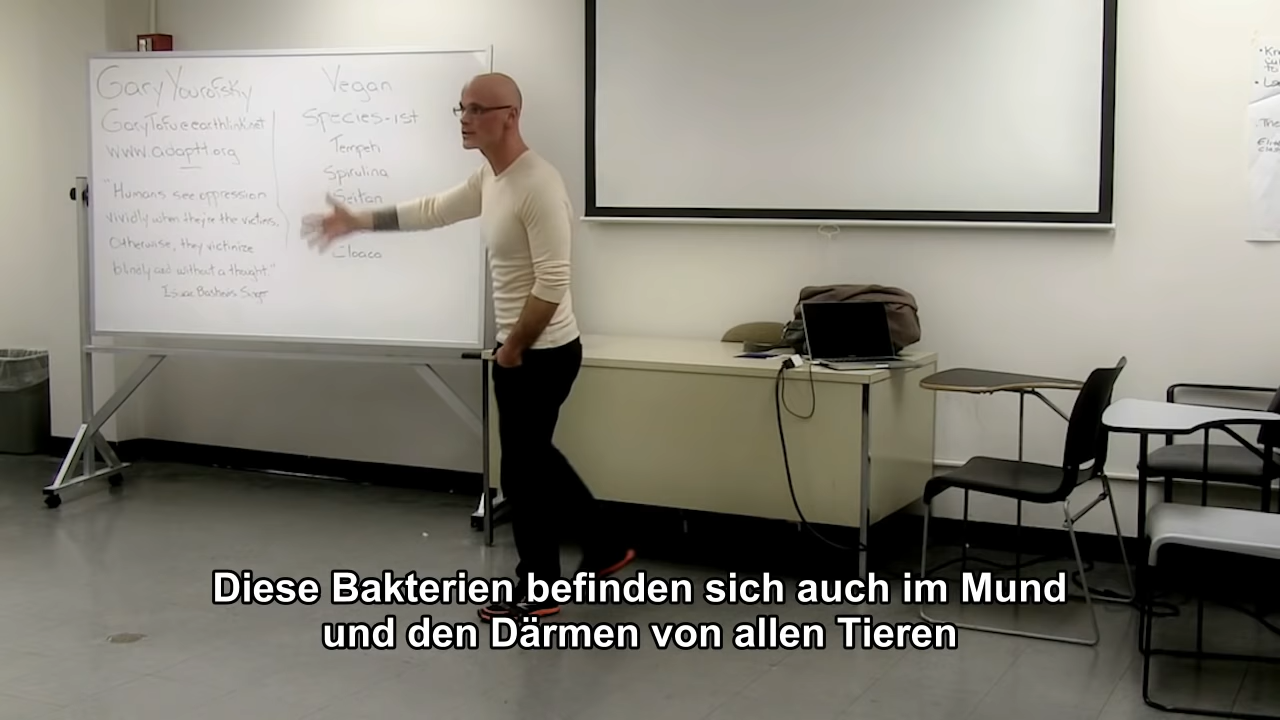 Gary Yourofsky
GaryTofu@earthlink.net
www.adaptt.org
"Humans see oppression
vividly when they're the victims.
Otherwise, they victimize
blindly and without a thought."
Isaac Bashevis Singer
Vegan
Species-ist
Tempeh
Spirulina
Seitan
Cloaca
The
Diese Bakterien befinden sich auch im Mund
und den Därmen von allen Tieren